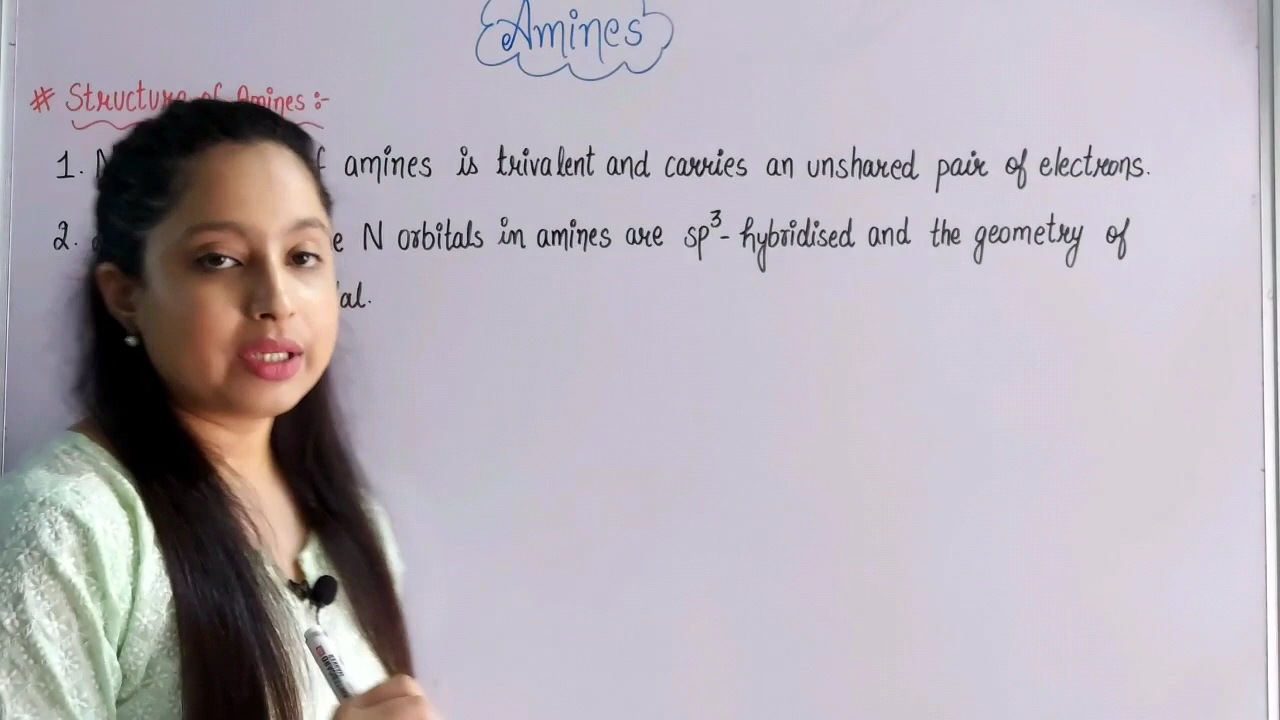 Amines
# Structure of Amines :-
1. amines is trivalent and carries an unshared pair of electrons.
2. N orbitals in amines are sp³- hybridised and the geometry of